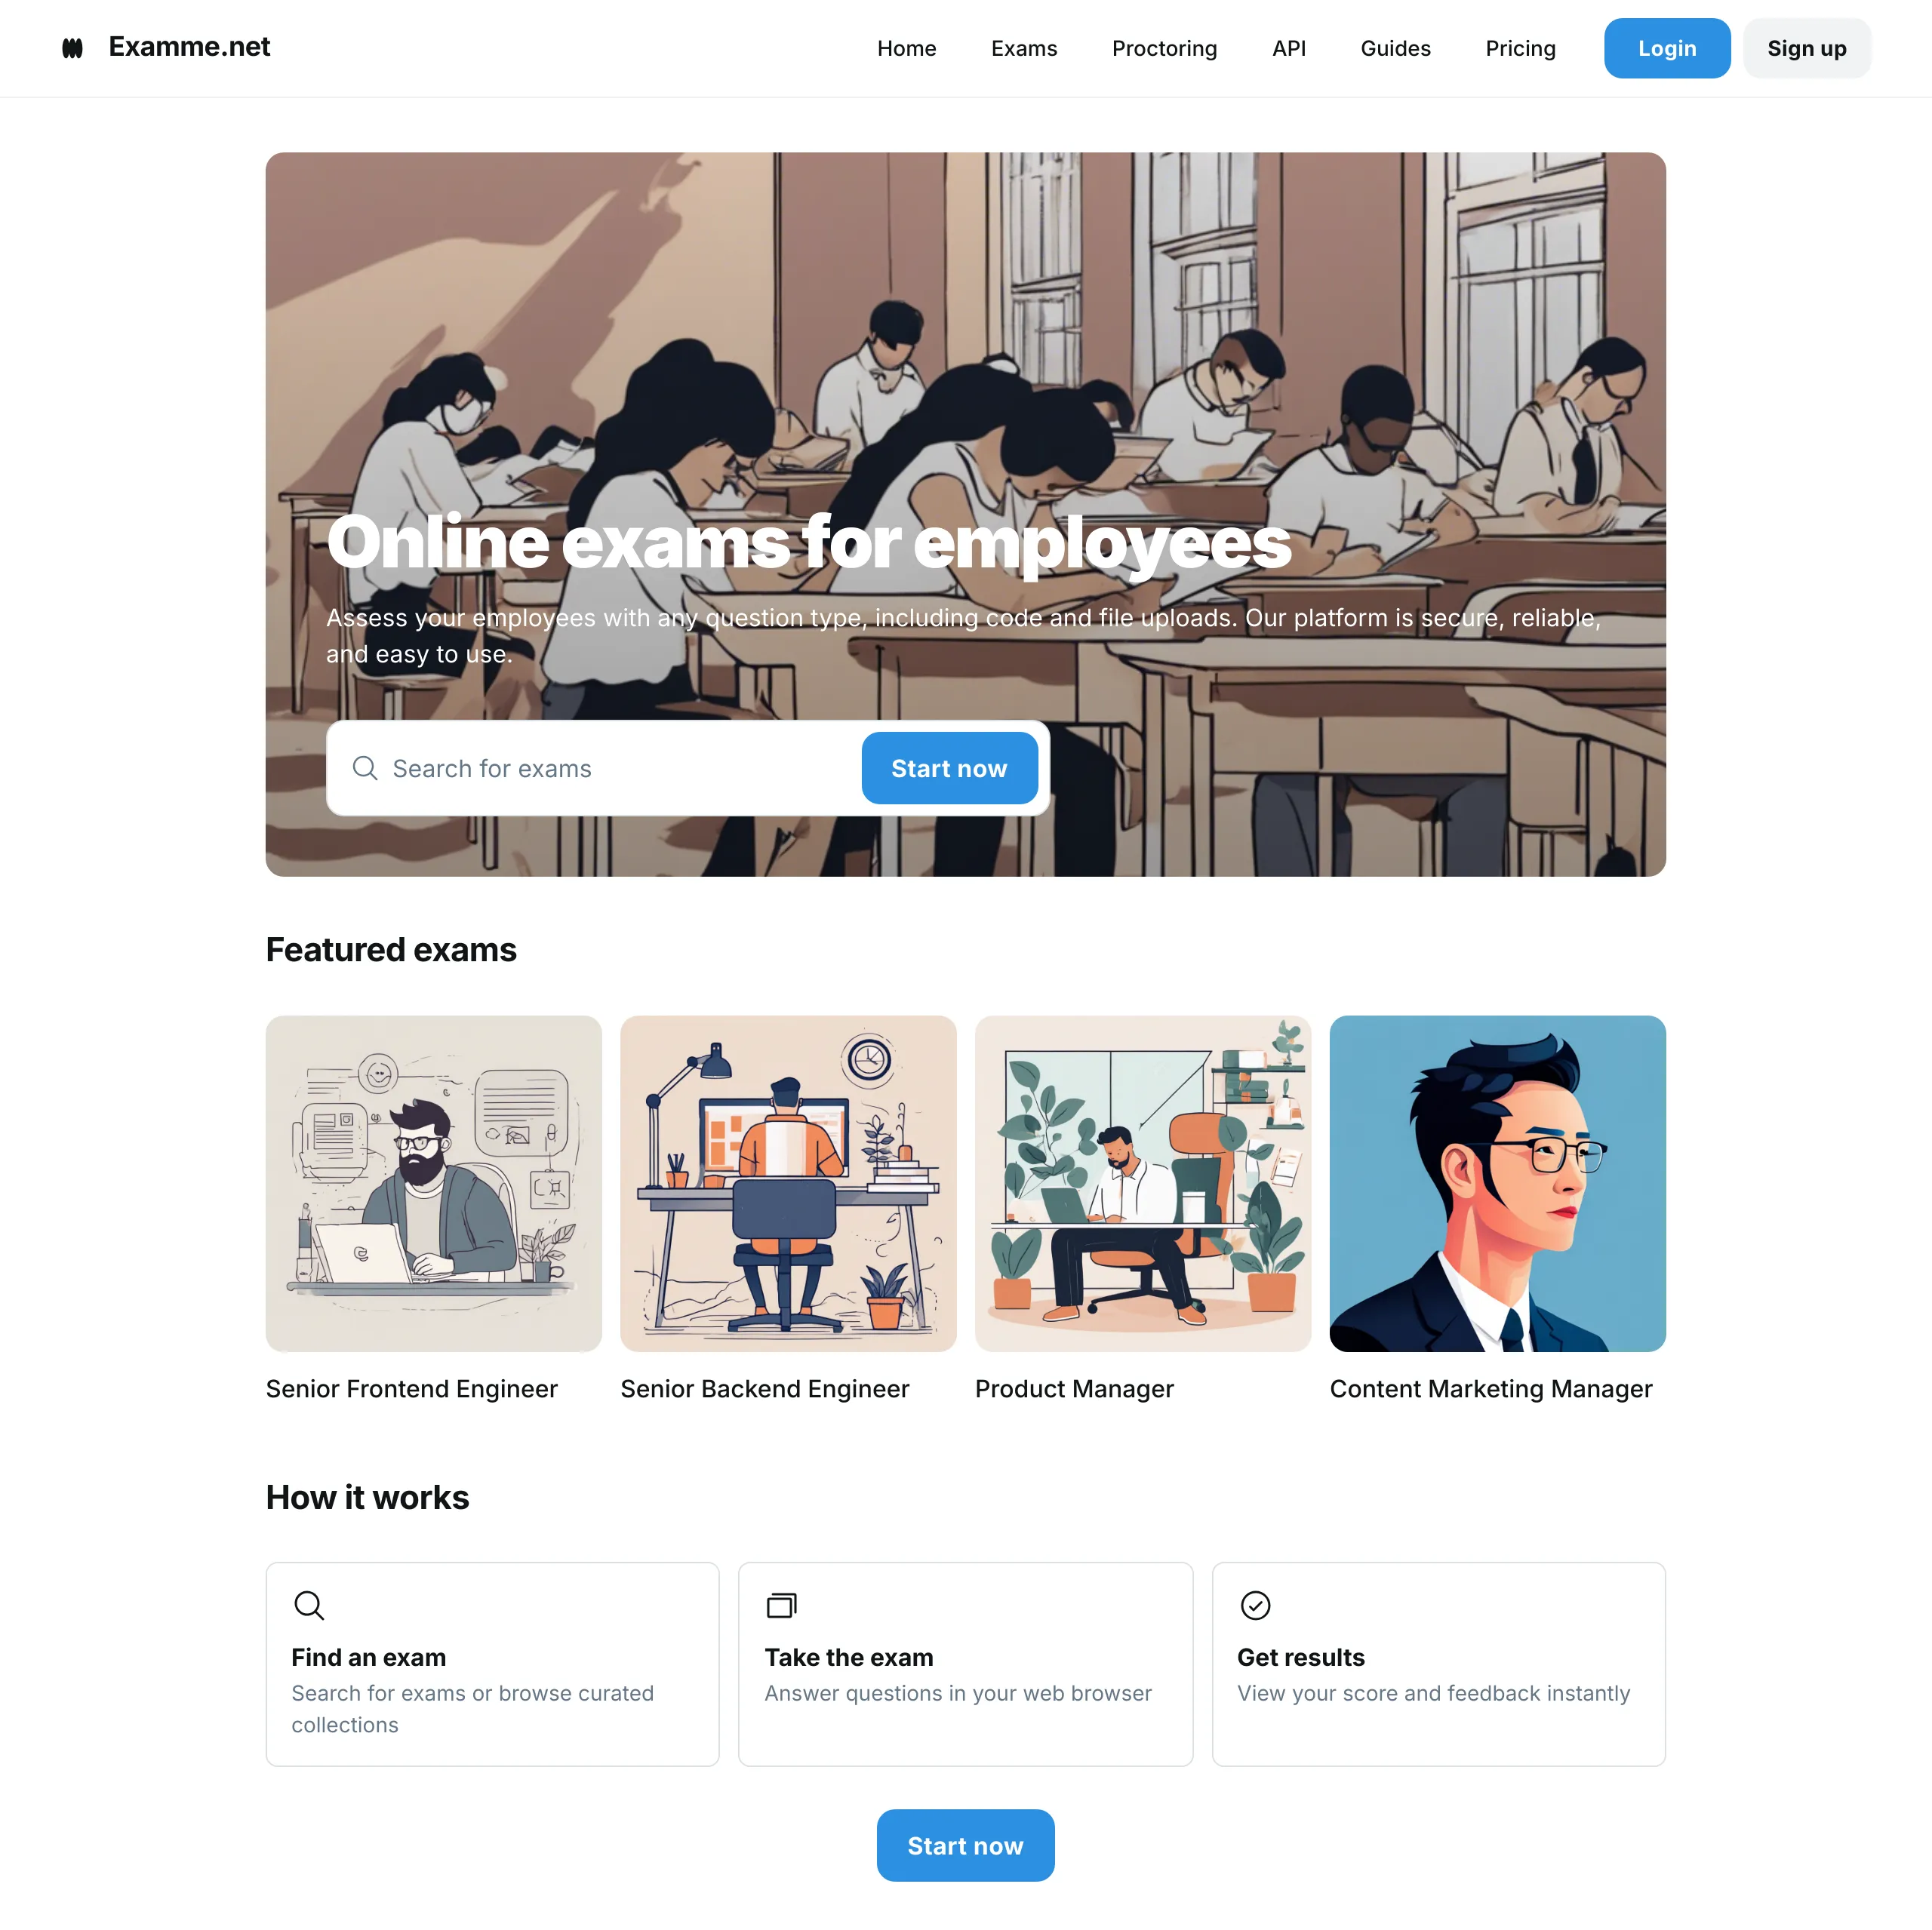 Examme.net
Home
Exams
Proctoring
API
Guides
Pricing
Login
Sign up
Online exams for employees
Assess your employees with any question type, including code and file uploads. Our platform is secure, reliable,
and easy to use.
Search for exams
Start now
Featured exams
Senior Frontend Engineer
Senior Backend Engineer
Product Manager
Content Marketing Manager
How it works
Find an exam
Search for exams or browse curated
collections
Take the exam
Answer questions in your web browser
Get results
View your score and feedback instantly
Start now